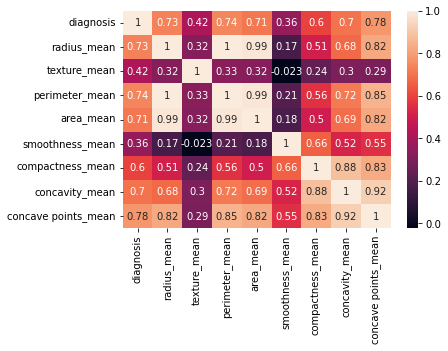 diagnosis 1 0.73 0.42 0.74 0.71 0.36 0.6 0.7 0.78
radius_mean 0.73 1 0.32 1 0.99 0.17 0.51 0.68 0.82
texture_mean 0.42 0.32 1 0.33 0.32 -0.023 0.24 0.3 0.29
perimeter_mean 0.74 1 0.33 1 0.99 0.21 0.56 0.72 0.85
area_mean 0.71 0.99 0.32 0.99 1 0.18 0.5 0.69 0.82
smoothness_mean 0.36 0.17 -0.023 0.21 0.18 1 0.66 0.52 0.55
compactness_mean 0.6 0.51 0.24 0.56 0.5 0.66 1 0.88 0.83
concavity_mean 0.7 0.68 0.3 0.72 0.69 0.52 0.88 1 0.92
concave points_mean 0.78 0.82 0.29 0.85 0.82 0.55 0.83 0.92 1
diagnosis
radius_mean
texture_mean
perimeter_mean
area_mean
smoothness_mean
compactness_mean
concavity_mean
concave points_mean
1.0
0.8
0.6
0.4
0.2
0.0